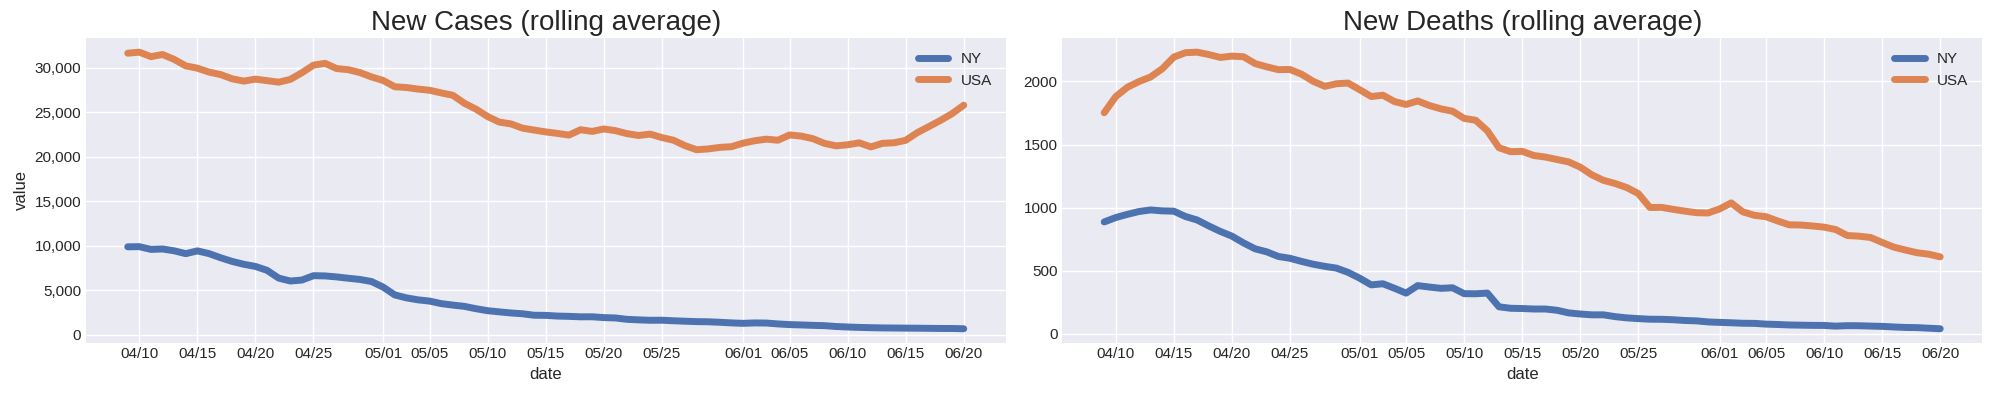 New Cases (rolling average)
NY
USA
30,000
25,000
20,000
15,000
10,000
5,000
0
value
04/10 04/15 04/20 04/25 05/01 05/05 05/10 05/15 05/20 05/25 06/01 06/05 06/10 06/15 06/20
date
New Deaths (rolling average)
NY
USA
2000
1500
1000
500
0
04/10 04/15 04/20 04/25 05/01 05/05 05/10 05/15 05/20 05/25 06/01 06/05 06/10 06/15 06/20
date